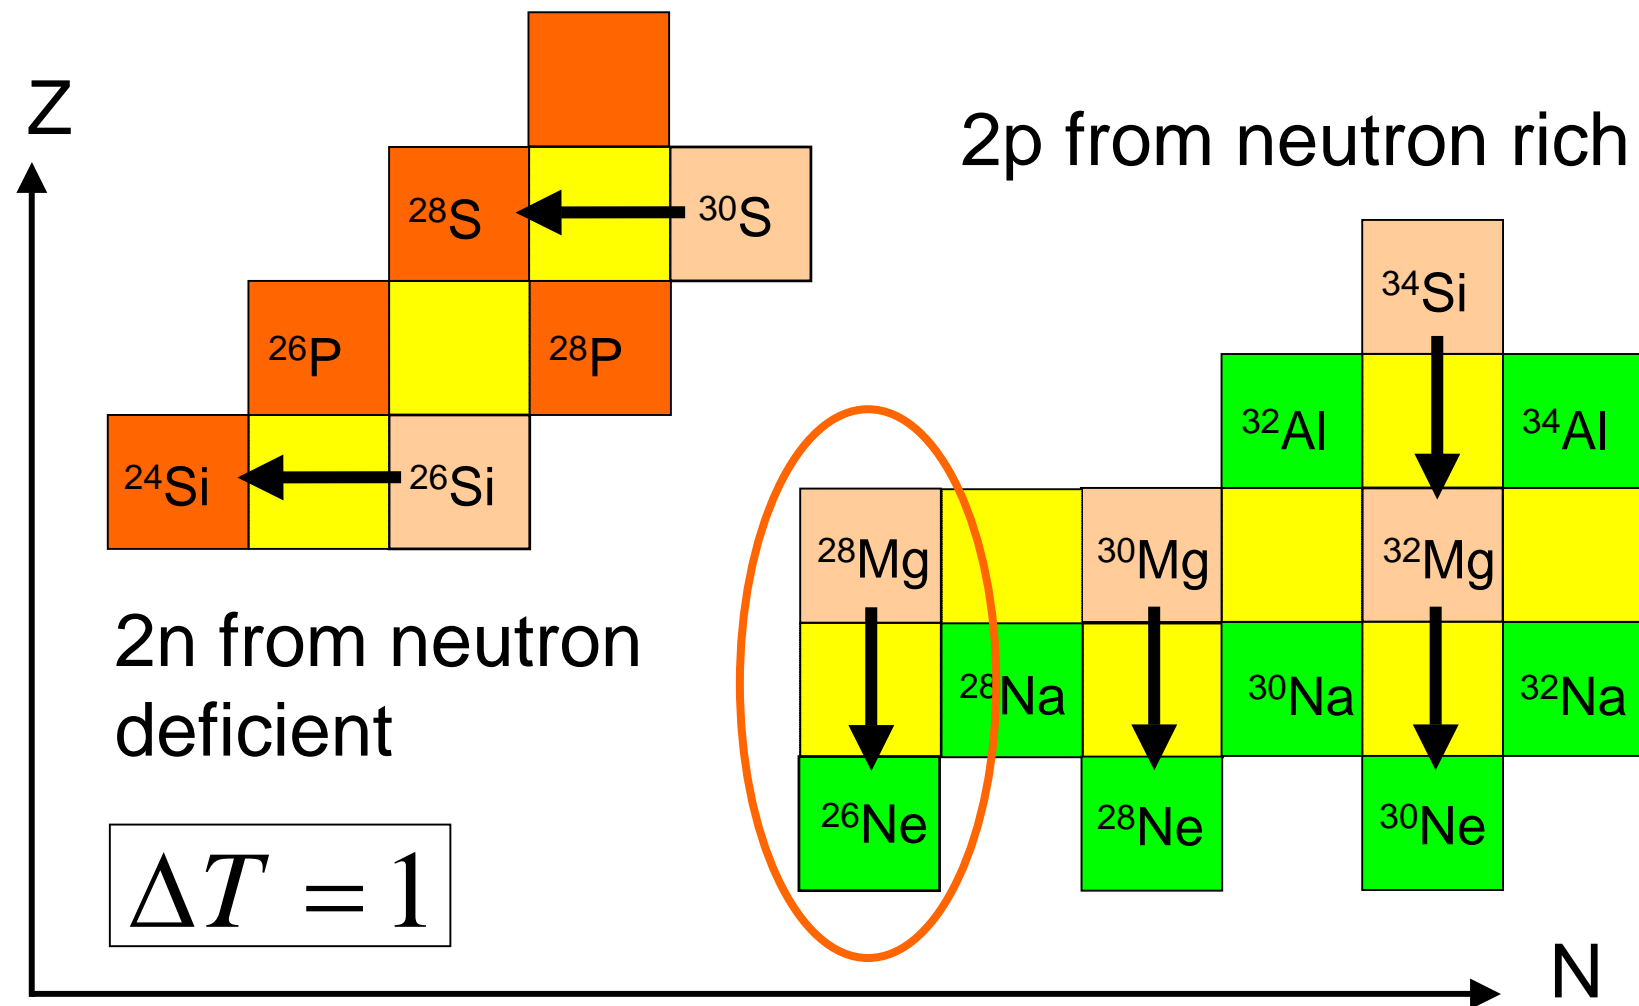 Z
2p from neutron rich
²⁸S
³⁰S
³⁴Si
²⁶P
²⁸P
³²Al
³⁴Al
²⁴Si
²⁶Si
²⁸Mg
³⁰Mg
³²Mg
2n from neutron
deficient
²⁸Na
³⁰Na
³²Na
²⁶Ne
²⁸Ne
³⁰Ne
ΔT = 1
N